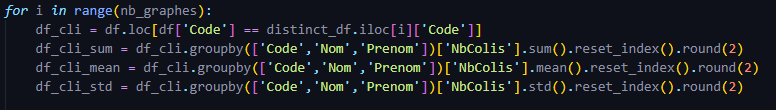 for i in range(nb_graphes):
df_cli = df.loc[df['Code'] == distinct_df.iloc[i]['Code']]
df_cli_sum = df_cli.groupby(['Code','Nom','Prenom'])['NbColis'].sum().reset_index().round(2)
df_cli_mean = df_cli.groupby(['Code','Nom','Prenom'])['NbColis'].mean().reset_index().round(2)
df_cli_std = df_cli.groupby(['Code','Nom','Prenom'])['NbColis'].std().reset_index().round(2)